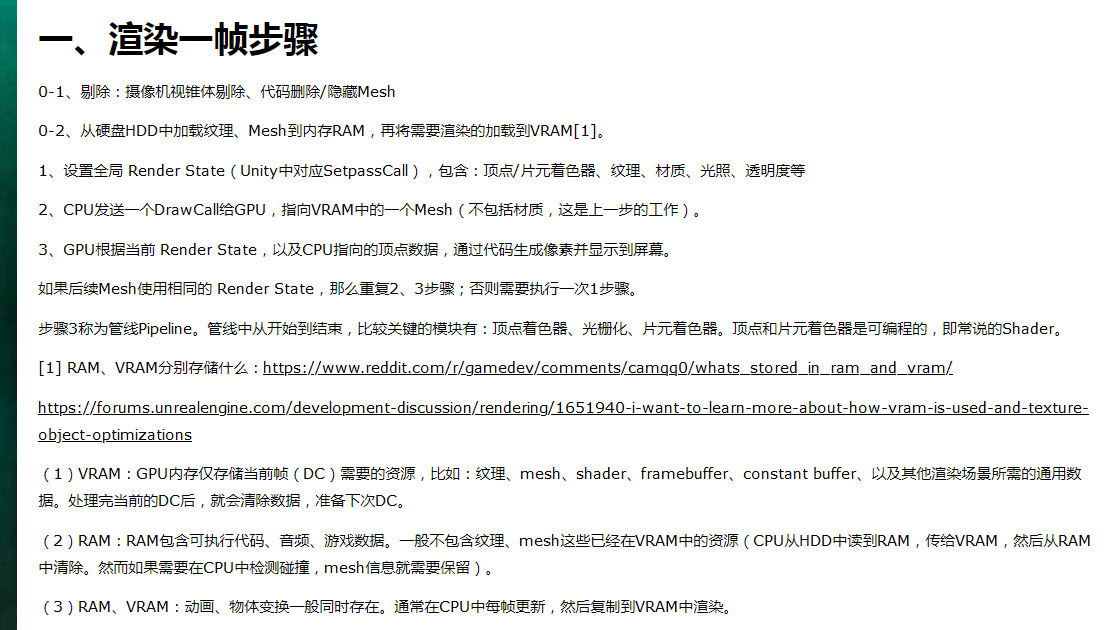 一、渲染一帧步骤
0-1、剔除：摄像机视锥体剔除、代码删除/隐藏Mesh
0-2、从硬盘HDD中加载纹理、Mesh到内存RAM，再将需要渲染的加载到VRAM[1]。
1、设置全局 Render State（Unity中对应SetpassCall），包含：顶点/片元着色器、纹理、材质、光照、透明度等
2、CPU发送一个DrawCall给GPU，指向VRAM中的一个Mesh（不包括材质，这是上一步的工作）。
3、GPU根据当前 Render State，以及CPU指向的顶点数据，通过代码生成像素并显示到屏幕。
如果后续Mesh使用相同的 Render State，那么重复2、3步骤；否则需要执行一次1步骤。
步骤3称为管线Pipeline。管线中从开始到结束，比较关键的模块有：顶点着色器、光栅化、片元着色器。顶点和片元着色器是可编程的，即常说的Shader。
[1] RAM、VRAM分别存储什么：https://www.reddit.com/r/gamedev/comments/camqq0/whats_stored_in_ram_and_vram/
https://forums.unrealengine.com/development-discussion/rendering/1651940-i-want-to-learn-more-about-how-vram-is-used-and-texture-
object-optimizations
（1）VRAM：GPU内存仅存储当前帧（DC）需要的资源，比如：纹理、mesh、shader、framebuffer、constant buffer、以及其他渲染场景所需的通用数
据。处理完当前的DC后，就会清除数据，准备下次DC。
（2）RAM：RAM包含可执行代码、音频、游戏数据。一般不包含纹理、mesh这些已经在VRAM中的资源（CPU从HDD中读到RAM，传给VRAM，然后从RAM
中清除。然而如果需要在CPU中检测碰撞，mesh信息就需要保留）。
（3）RAM、VRAM：动画、物体变换一般同时存在。通常在CPU中每帧更新，然后复制到VRAM中渲染。